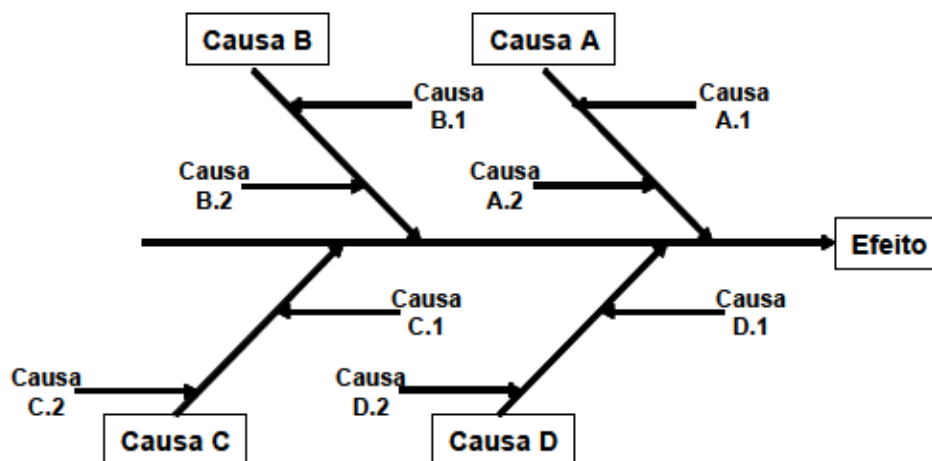 Causa B
Causa A
Causa
B.1
Causa
A.1
Causa
B.2
Causa
A.2
Efeito
Causa
C.1
Causa
D.1
Causa
C.2
Causa
D.2
Causa C
Causa D